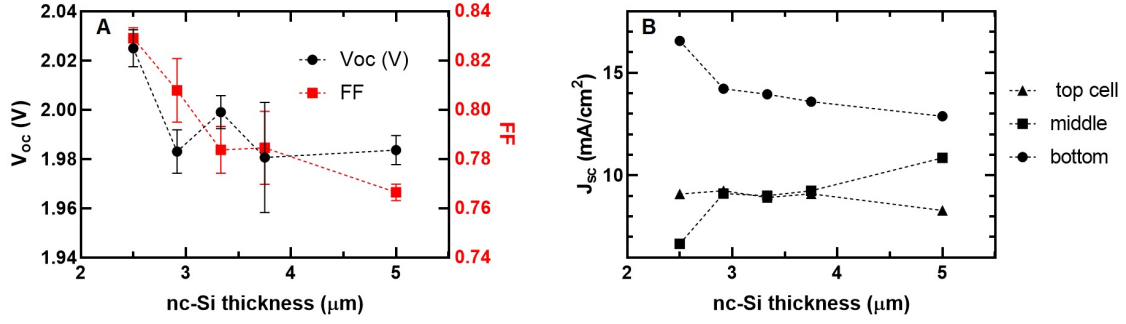 A
Voc (V)
FF
2.04
2.02
2.00
1.98
1.96
1.94
V_OC (V)
0.84
0.82
0.80
0.78
0.76
0.74
FF
2
3
4
5
nc-Si thickness (μm)
B
15
10
J_sc (mA/cm²)
2
3
4
5
nc-Si thickness (μm)
top cell
middle
bottom